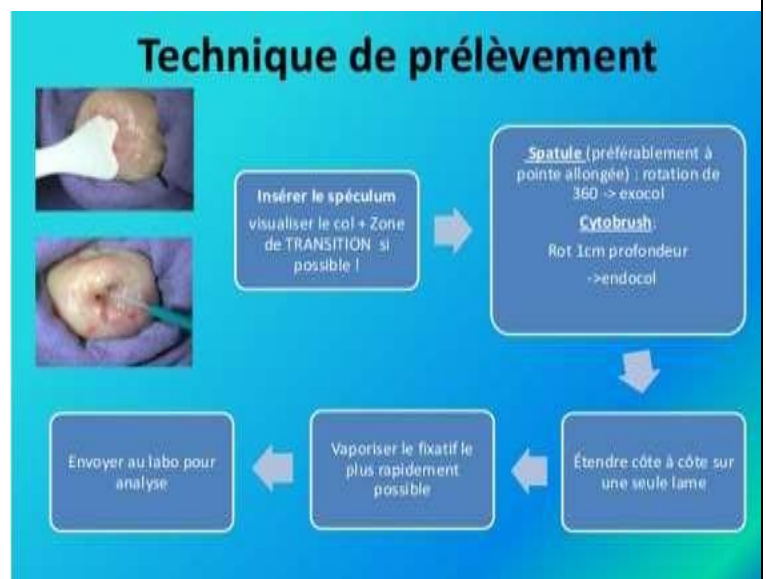 Technique de prélèvement
Insérer le spéculum
visualiser le col + Zone
de TRANSITION si
possible !
Spatule (préférablement à
pointe allongée) : rotation de
360 -> exocol
Cytobrush:
Rot 1cm profondeur
->endocol
Étendre côte à côte sur
une seule lame
Vaporiser le fixatif le
plus rapidement
possible
Envoyer au labo pour
analyse